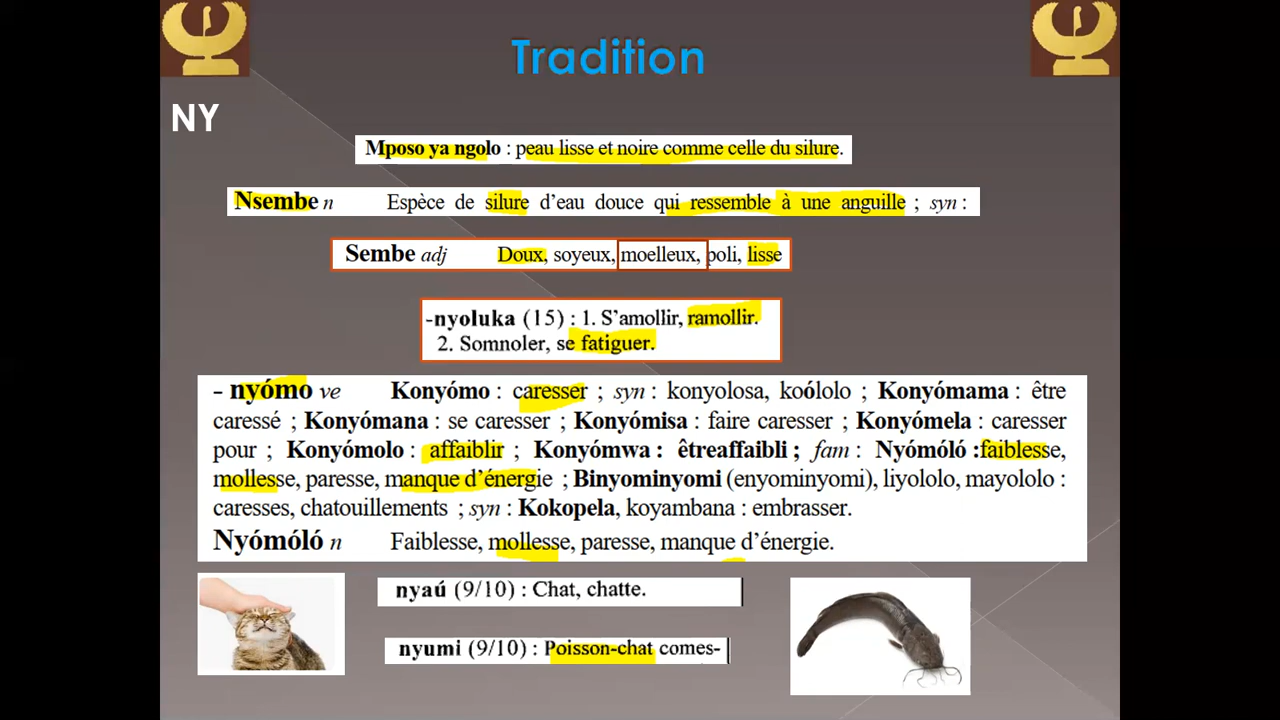 Tradition
NY
Mposo ya ngolo : peau lisse et noire comme celle du silure.
Nsembe n Espèce de silure d’eau douce qui ressemble à une anguille ; syn :
Sembe adj Doux, soyeux, moelleux, poli, lisse
-nyoluka (15) : 1. S’amollir, ramollir.
2. Somnoler, se fatiguer.
- nyómo ve Konyómo : caresser ; syn : konyolosa, koólolo ; Konyómama : être
caressé ; Konyómana : se caresser ; Konyómisa : faire caresser ; Konyómela : caresser
pour ; Konyómolo : affaiblir ; Konyómwa : êtreaffaibli ; fam : Nyómóló :faiblesse,
mollesse, paresse, manque d’énergie ; Binyominyomi (enyominyomi), liyololo, mayololo :
caresses, chatouillements ; syn : Kokopela, koyambana : embrasser.
Nyómóló n Faiblesse, mollesse, paresse, manque d’énergie.
nyaú (9/10) : Chat, chatte.
nyumi (9/10) : Poisson-chat comes-